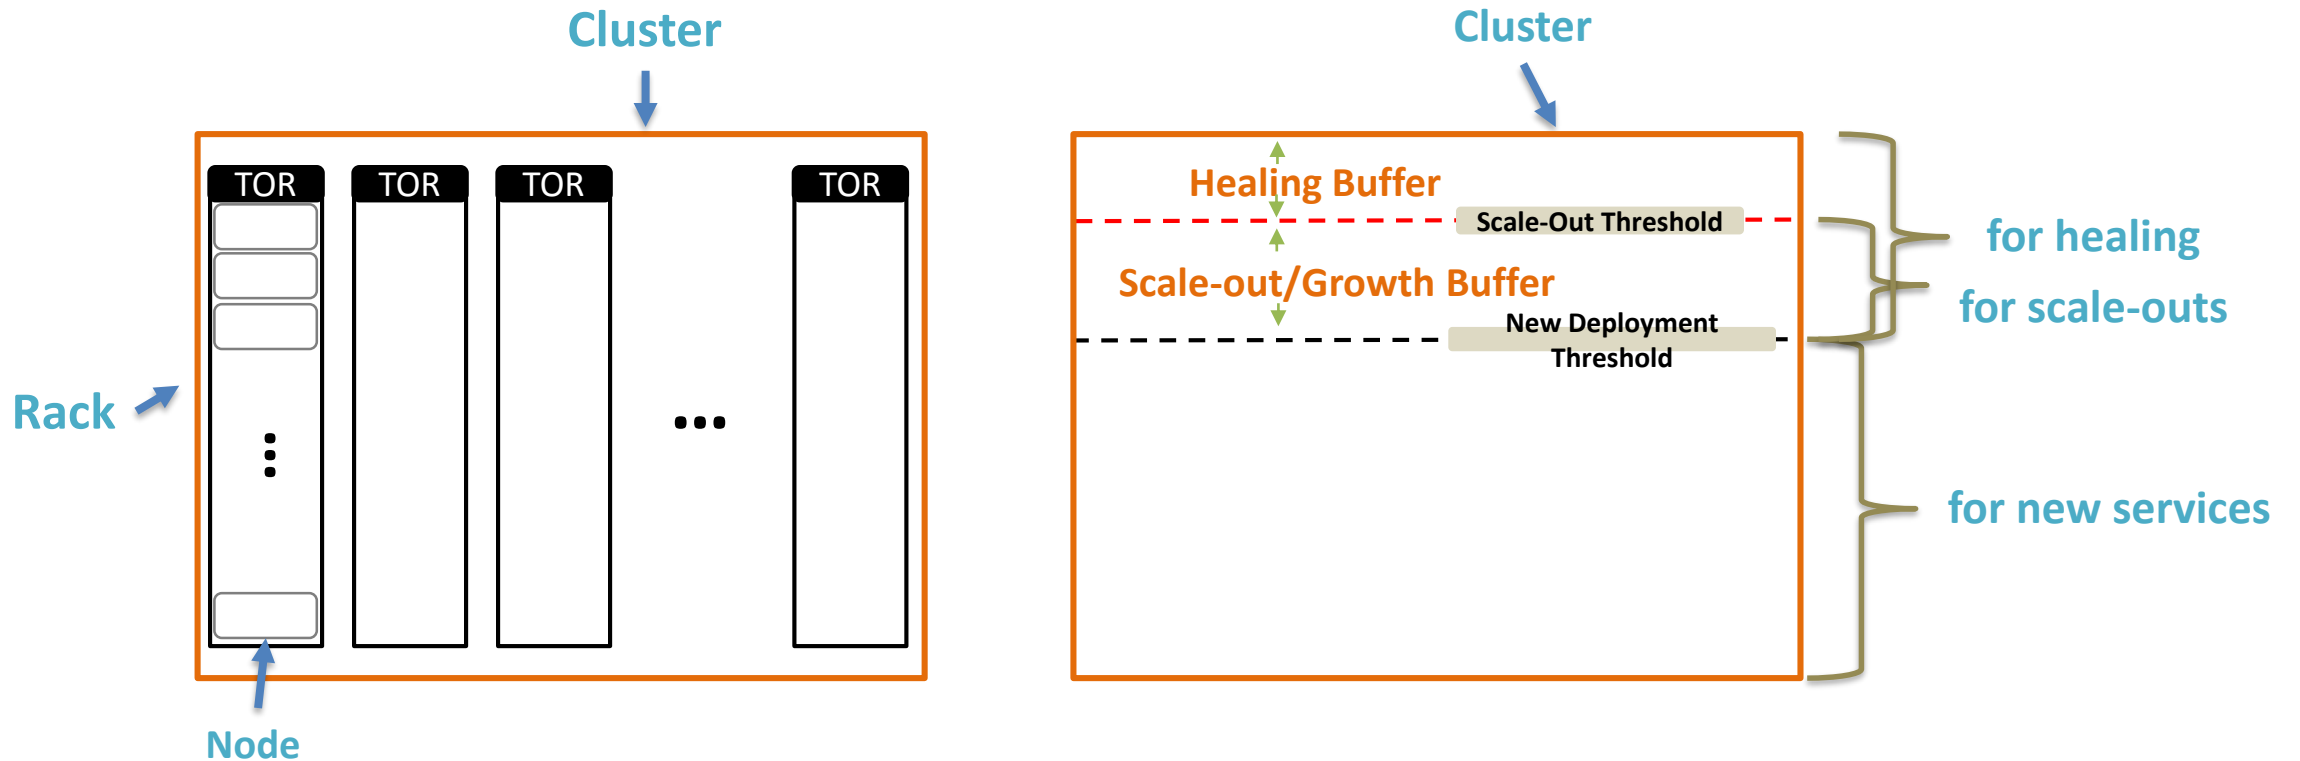 Cluster
TOR
TOR
TOR
TOR
Rack
Node
Cluster
Healing Buffer
Scale-Out Threshold
Scale-out/Growth Buffer
New Deployment
Threshold
for healing
for scale-outs
for new services